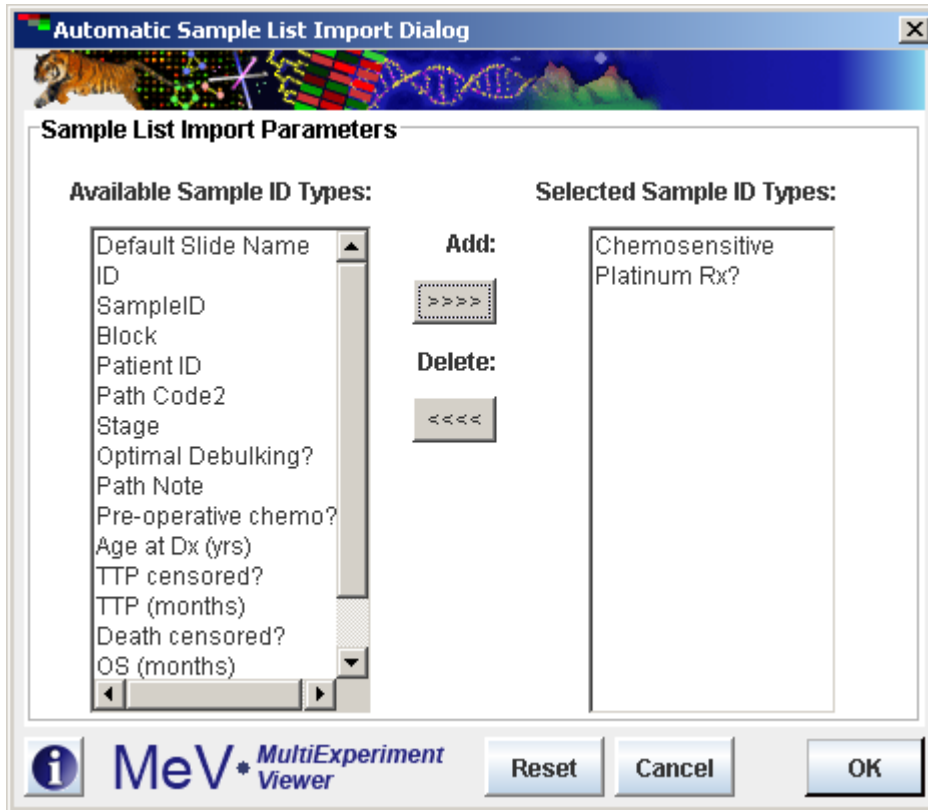 Automatic Sample List Import Dialog
Sample List Import Parameters
Available Sample ID Types:
Default Slide Name
ID
SampleID
Block
Patient ID
Path Code2
Stage
Optimal Debulking?
Path Note
Pre-operative chemo?
Age at Dx (yrs)
TTP censored?
TTP (months)
Death censored?
OS (months)
Add:
>>>>
Delete:
<<<<
Selected Sample ID Types:
Chemosensitive
Platinum Rx?
MeV MultiExperiment
Viewer
Reset
Cancel
OK